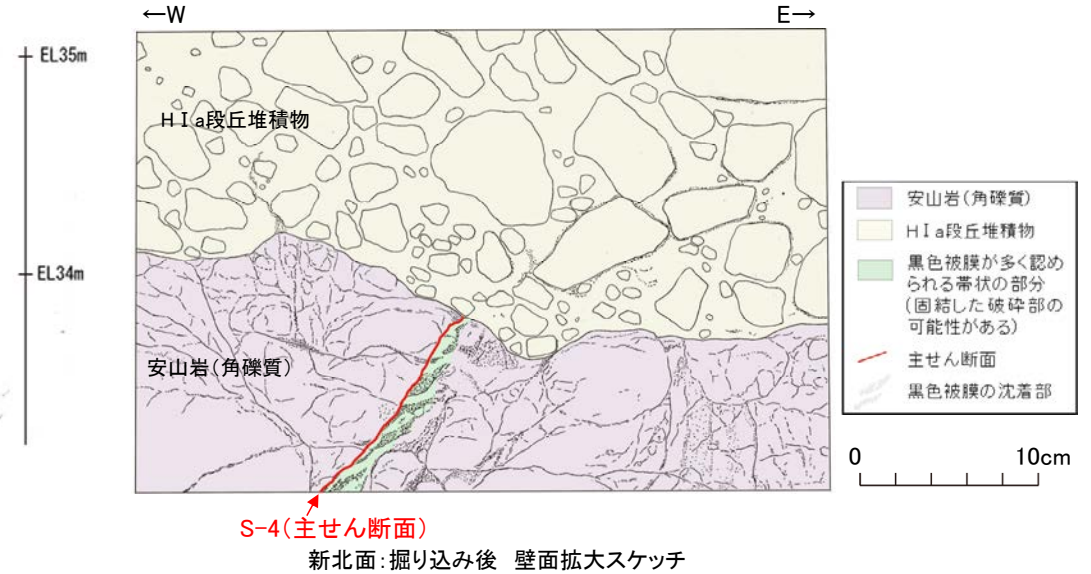 ←W
E→
EL35m
EL34m
HⅠa段丘堆積物
安山岩(角礫質)
安山岩(角礫質)
HⅠa段丘堆積物
黒色被膜が多く認め
られる帯状の部分
(固結した破砕部の
可能性がある)
主せん断面
黒色被膜の沈着部
0
10cm
S-4(主せん断面)
新北面:掘り込み後 壁面拡大スケッチ